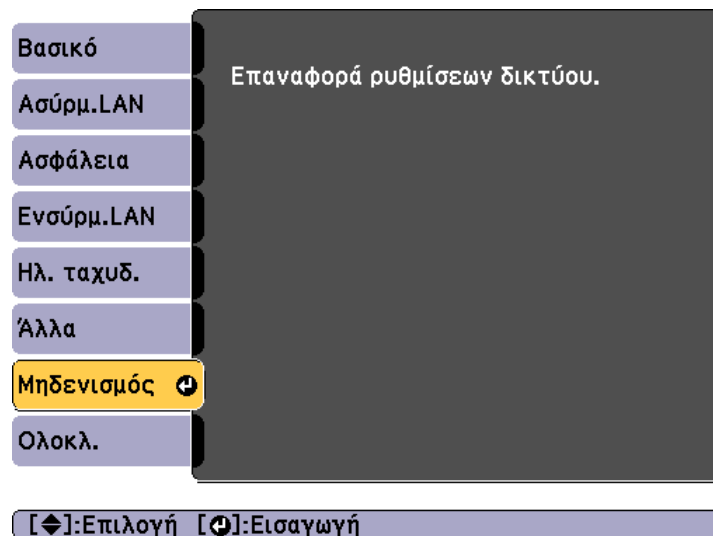 Βασικό
Ασύρμ.LAN
Ασφάλεια
Ενσύρμ.LAN
Ηλ. ταχυδ.
Άλλα
Μηδενισμός
Ολοκλ.
Επαναφορά ρυθμίσεων δικτύου.
[◆]:Επιλογή [⏎]:Εισαγωγή